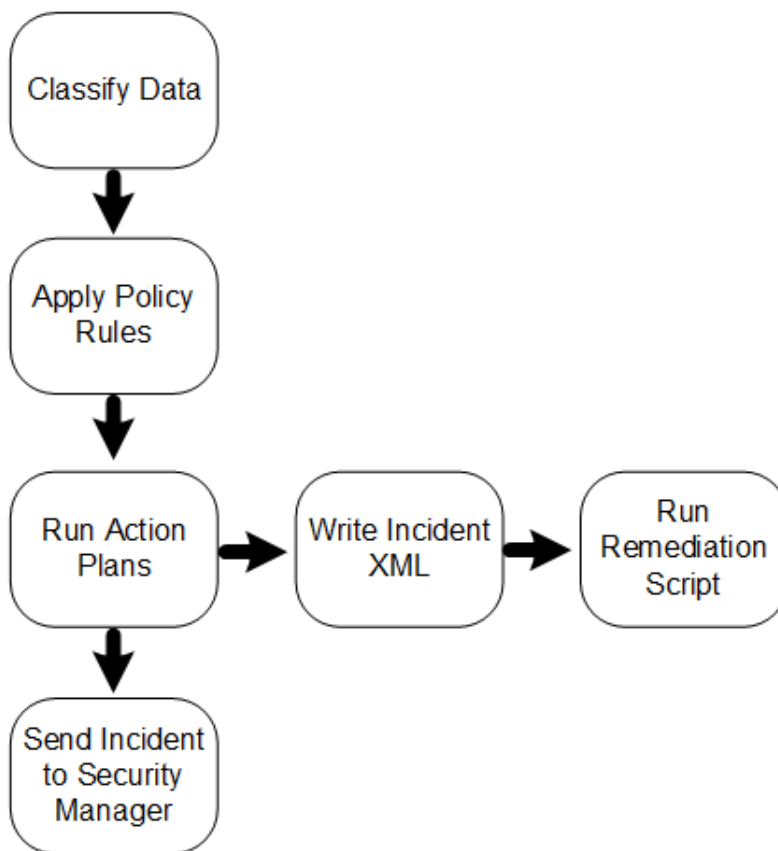 Classify Data
Apply Policy
Rules
Run Action
Plans
Write Incident
XML
Run
Remediation
Script
Send Incident
to Security
Manager